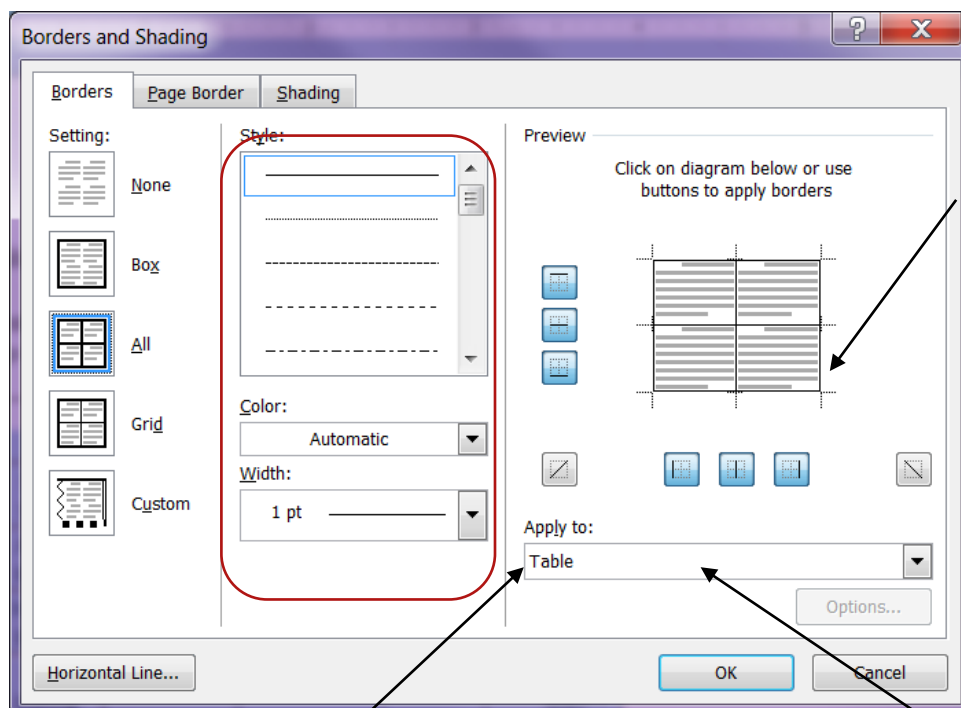 Borders and Shading
Borders
Page Border
Shading
Setting:
None
Box
All
Grid
Custom
Style:
Color:
Automatic
Width:
1 pt
Preview
Click on diagram below or use
buttons to apply borders
Apply to:
Table
Options...
Horizontal Line...
OK
Cancel